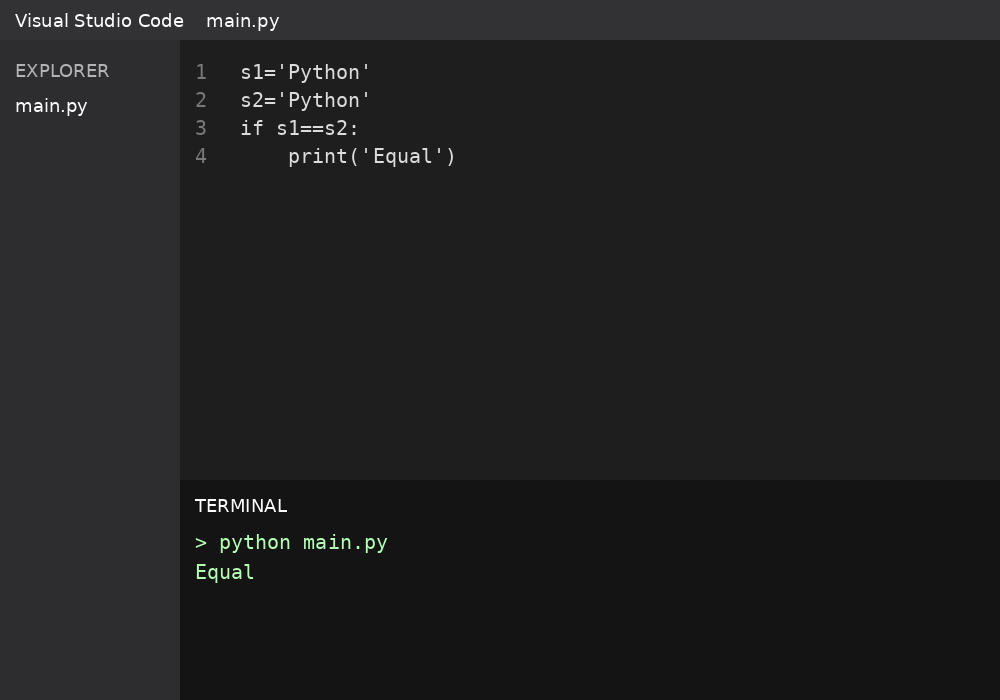 Visual Studio Code main.py
EXPLORER
main.py
1 s1='Python'
2 s2='Python'
3 if s1==s2:
4     print('Equal')
TERMINAL
> python main.py
Equal